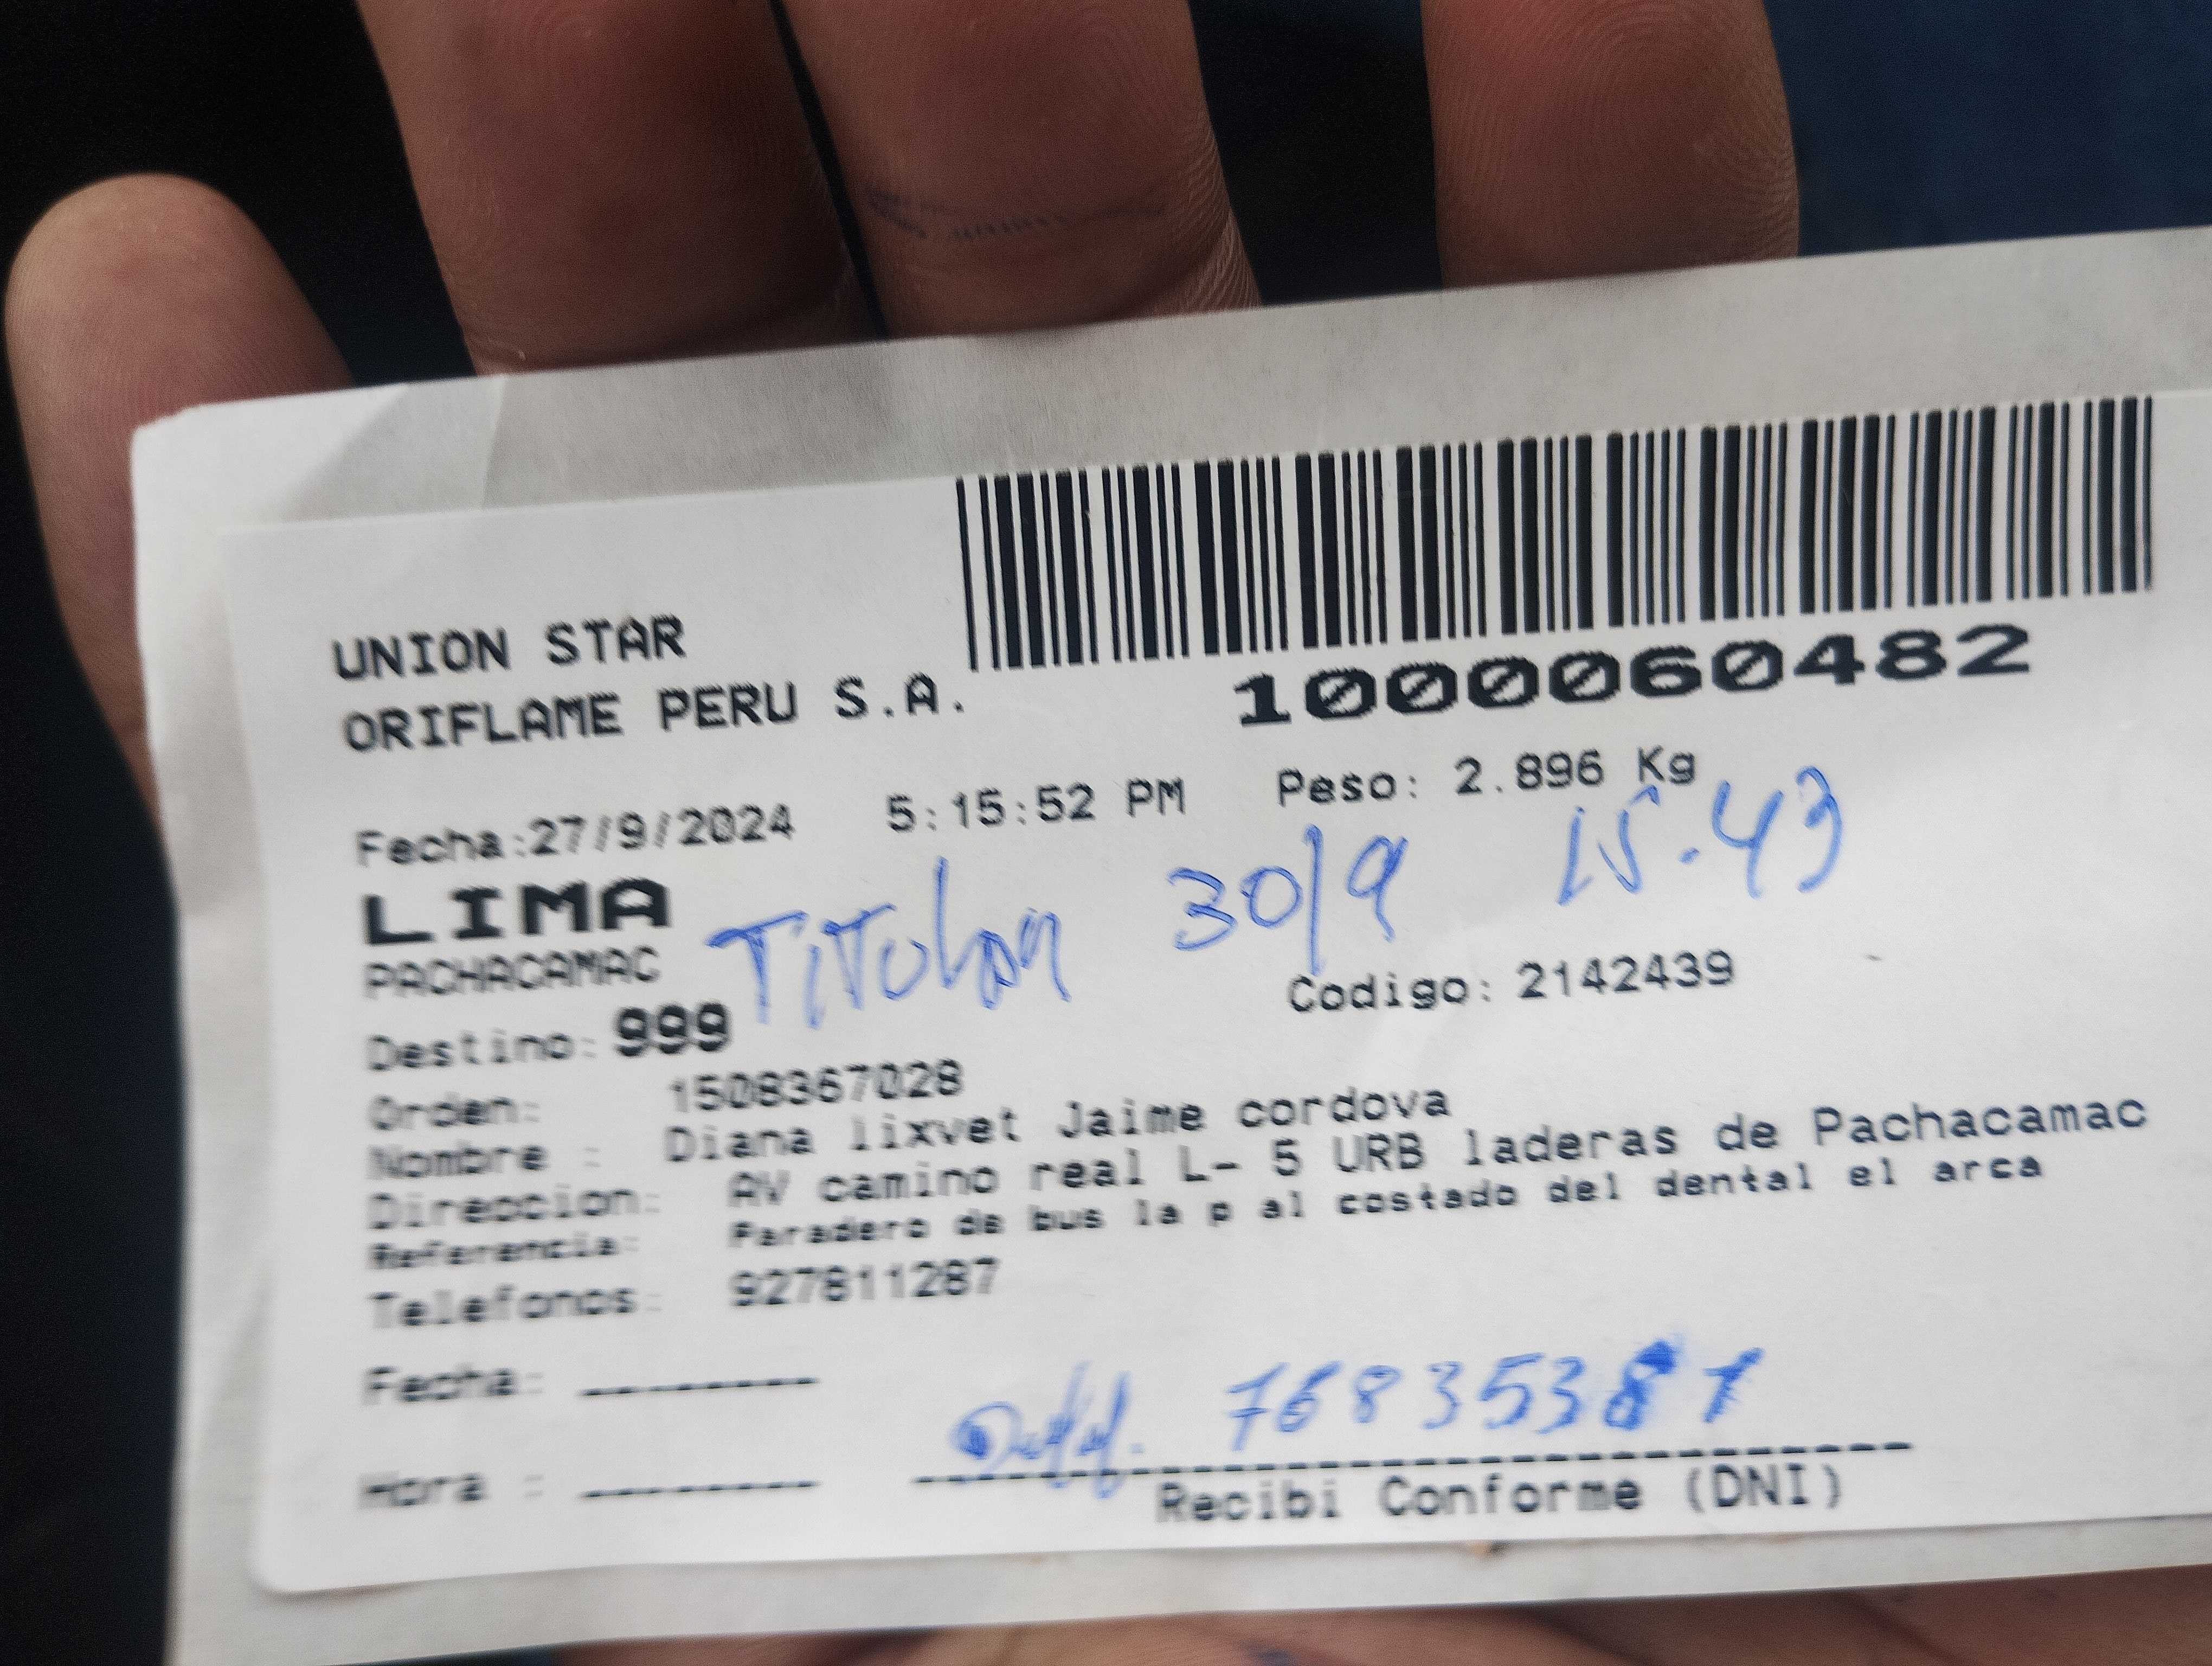 UNION STAR
ORIFLAME PERU S.A.
1000060482
Fecha:27/9/2024 5:15:52 PM Peso: 2.896 Kg
LIMA
TiTular 30/9 15.43
PACHACAMAC
Codigo: 2142439
Destino: 999
Orden: 1508367028
Nombre : Diana lixvet Jaime cordova
Direccion: AV camino real L- 5 URB laderas de Pachacamac
Referencia: Paradero de bus la p al costado del dental el arca
Telefonos: 927811287
Fecha: --------
76835381
Hora : --------
Recibi Conforme (DNI)